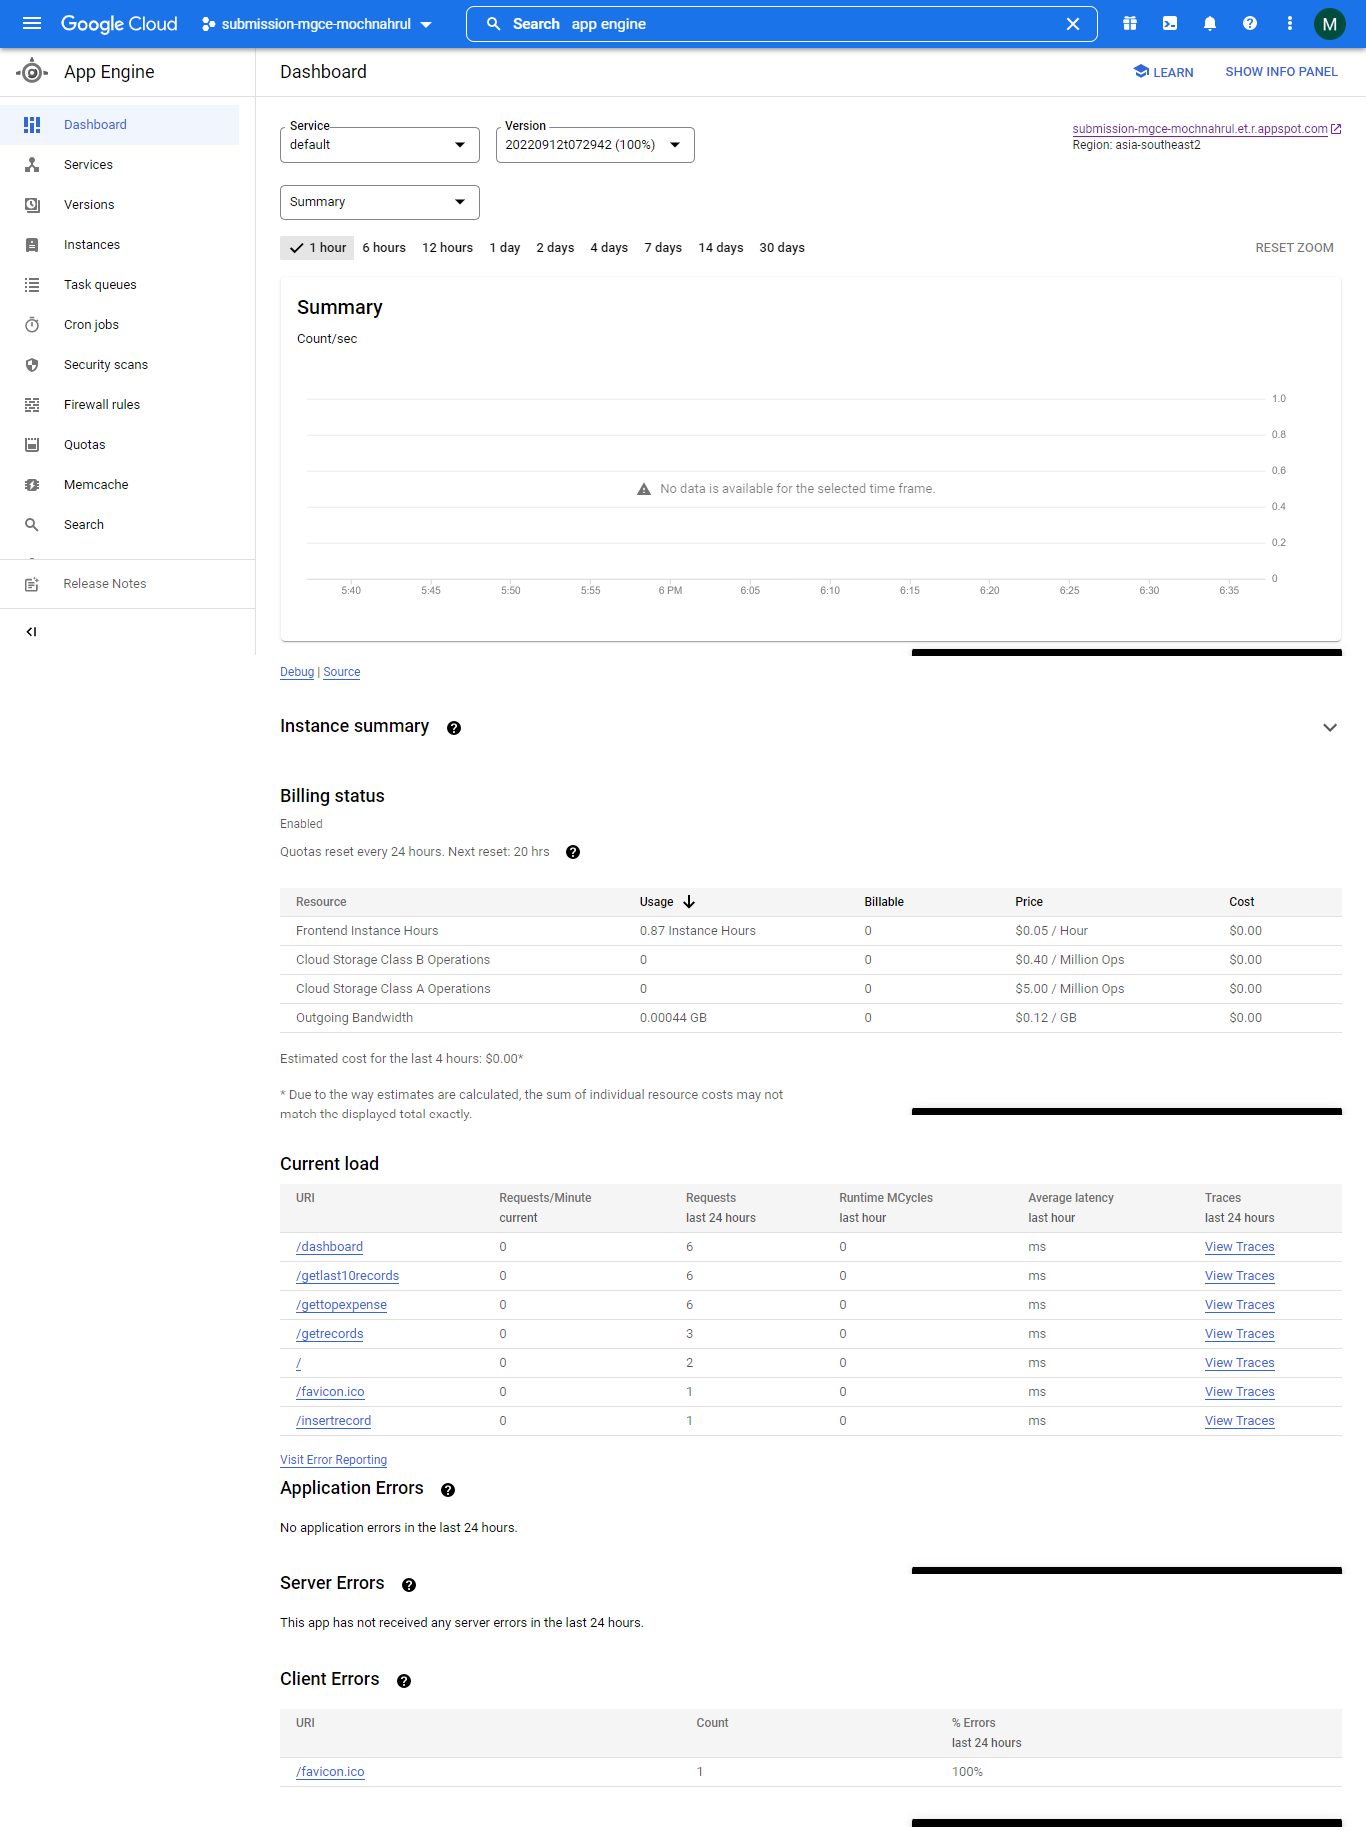 Google Cloud
submission-mgce-mochnahrul
Search app engine
M
App Engine
Dashboard
LEARN
SHOW INFO PANEL
Dashboard
Services
Versions
Instances
Task queues
Cron jobs
Security scans
Firewall rules
Quotas
Memcache
Search
Release Notes
Service
default
Version
20220912t072942 (100%)
submission-mgce-mochnahrul.et.r.appspot.com
Region: asia-southeast2
Summary
1 hour 6 hours 12 hours 1 day 2 days 4 days 7 days 14 days 30 days
RESET ZOOM
Summary
Count/sec
1.0
0.8
0.6
No data is available for the selected time frame.
0.4
0.2
0
5:40 5:45 5:50 5:55 6 PM 6:05 6:10 6:15 6:20 6:25 6:30 6:35
Debug | Source
Instance summary
Billing status
Enabled
Quotas reset every 24 hours. Next reset: 20 hrs
Resource Usage Billable Price Cost
Frontend Instance Hours 0.87 Instance Hours 0 $0.05 / Hour $0.00
Cloud Storage Class B Operations 0 0 $0.40 / Million Ops $0.00
Cloud Storage Class A Operations 0 0 $5.00 / Million Ops $0.00
Outgoing Bandwidth 0.00044 GB 0 $0.12 / GB $0.00
Estimated cost for the last 4 hours: $0.00*
* Due to the way estimates are calculated, the sum of individual resource costs may not
match the displayed total exactly.
Current load
URI Requests/Minute Requests Runtime MCycles Average latency Traces
current last 24 hours last hour last hour last 24 hours
/dashboard 0 6 0 ms View Traces
/getlast10records 0 6 0 ms View Traces
/gettopexpense 0 6 0 ms View Traces
/getrecords 0 3 0 ms View Traces
/ 0 2 0 ms View Traces
/favicon.ico 0 1 0 ms View Traces
/insertrecord 0 1 0 ms View Traces
Visit Error Reporting
Application Errors
No application errors in the last 24 hours.
Server Errors
This app has not received any server errors in the last 24 hours.
Client Errors
URI Count % Errors
last 24 hours
/favicon.ico 1 100%